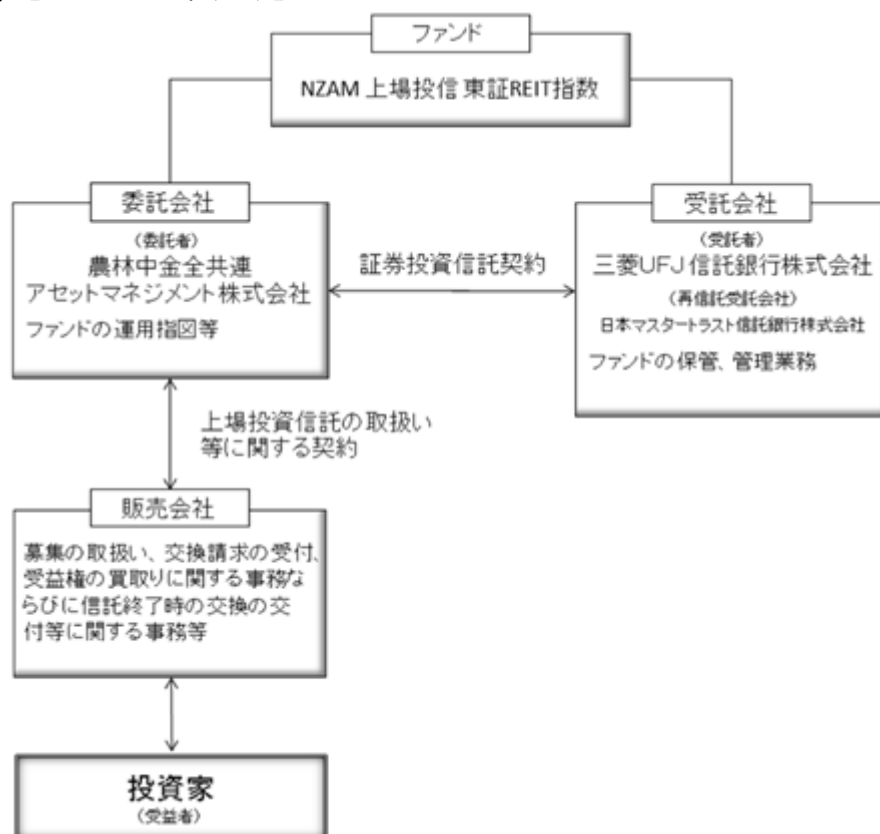 ファンド
NZAM 上場投信 東証REIT指数
委託会社
(委託者)
農林中金全共連
アセットマネジメント株式会社
ファンドの運用指図等
証券投資信託契約
受託会社
(受託者)
三菱UFJ信託銀行株式会社
(再信託受託会社)
日本マスタートラスト信託銀行株式会社
ファンドの保管、管理業務
上場投資信託の取扱い
等に関する契約
販売会社
募集の取扱い、交換請求の受付、
受益権の買取りに関する事務な
らびに信託終了時の交換の交
付等に関する事務等
投資家
(受益者)